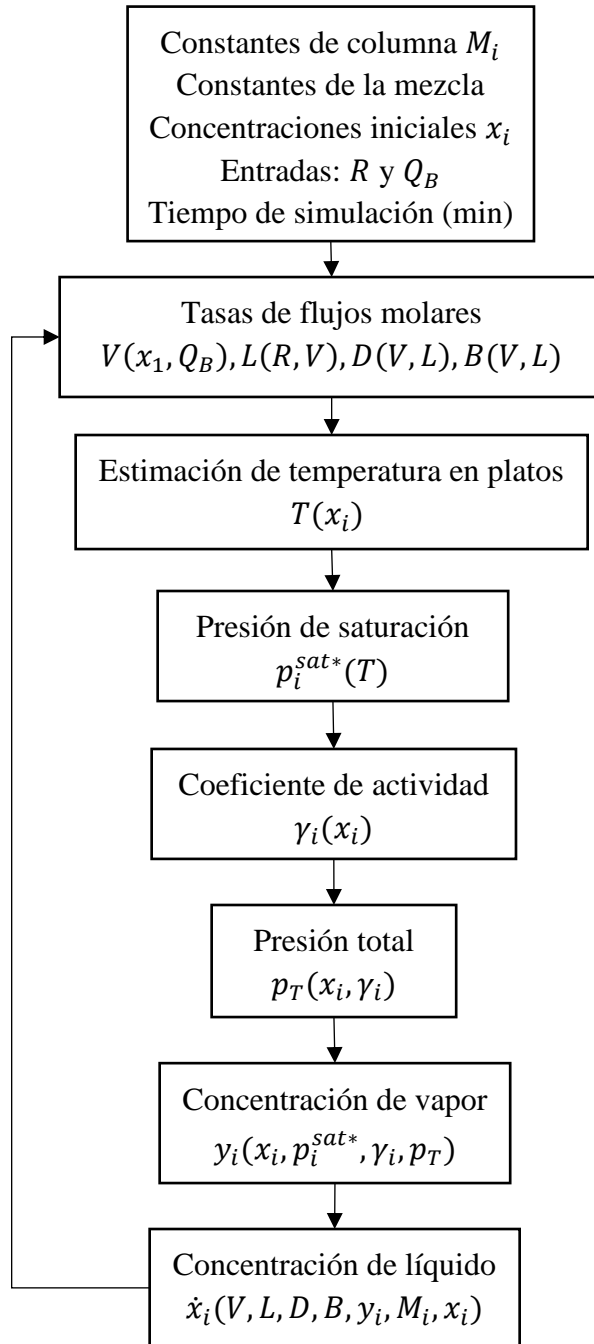 Constantes de columna $M_i$
Constantes de la mezcla
Concentraciones iniciales $x_i$
Entradas: $R$ y $Q_B$
Tiempo de simulación (min)
Tasas de flujos molares
$V(x_1, Q_B), L(R, V), D(V, L), B(V, L)$
Estimación de temperatura en platos
$T(x_i)$
Presión de saturación
$p_i^{sat*}(T)$
Coeficiente de actividad
$\gamma_i(x_i)$
Presión total
$p_T(x_i, \gamma_i)$
Concentración de vapor
$y_i(x_i, p_i^{sat*}, \gamma_i, p_T)$
Concentración de líquido
$\dot{x}_i(V, L, D, B, y_i, M_i, x_i)$